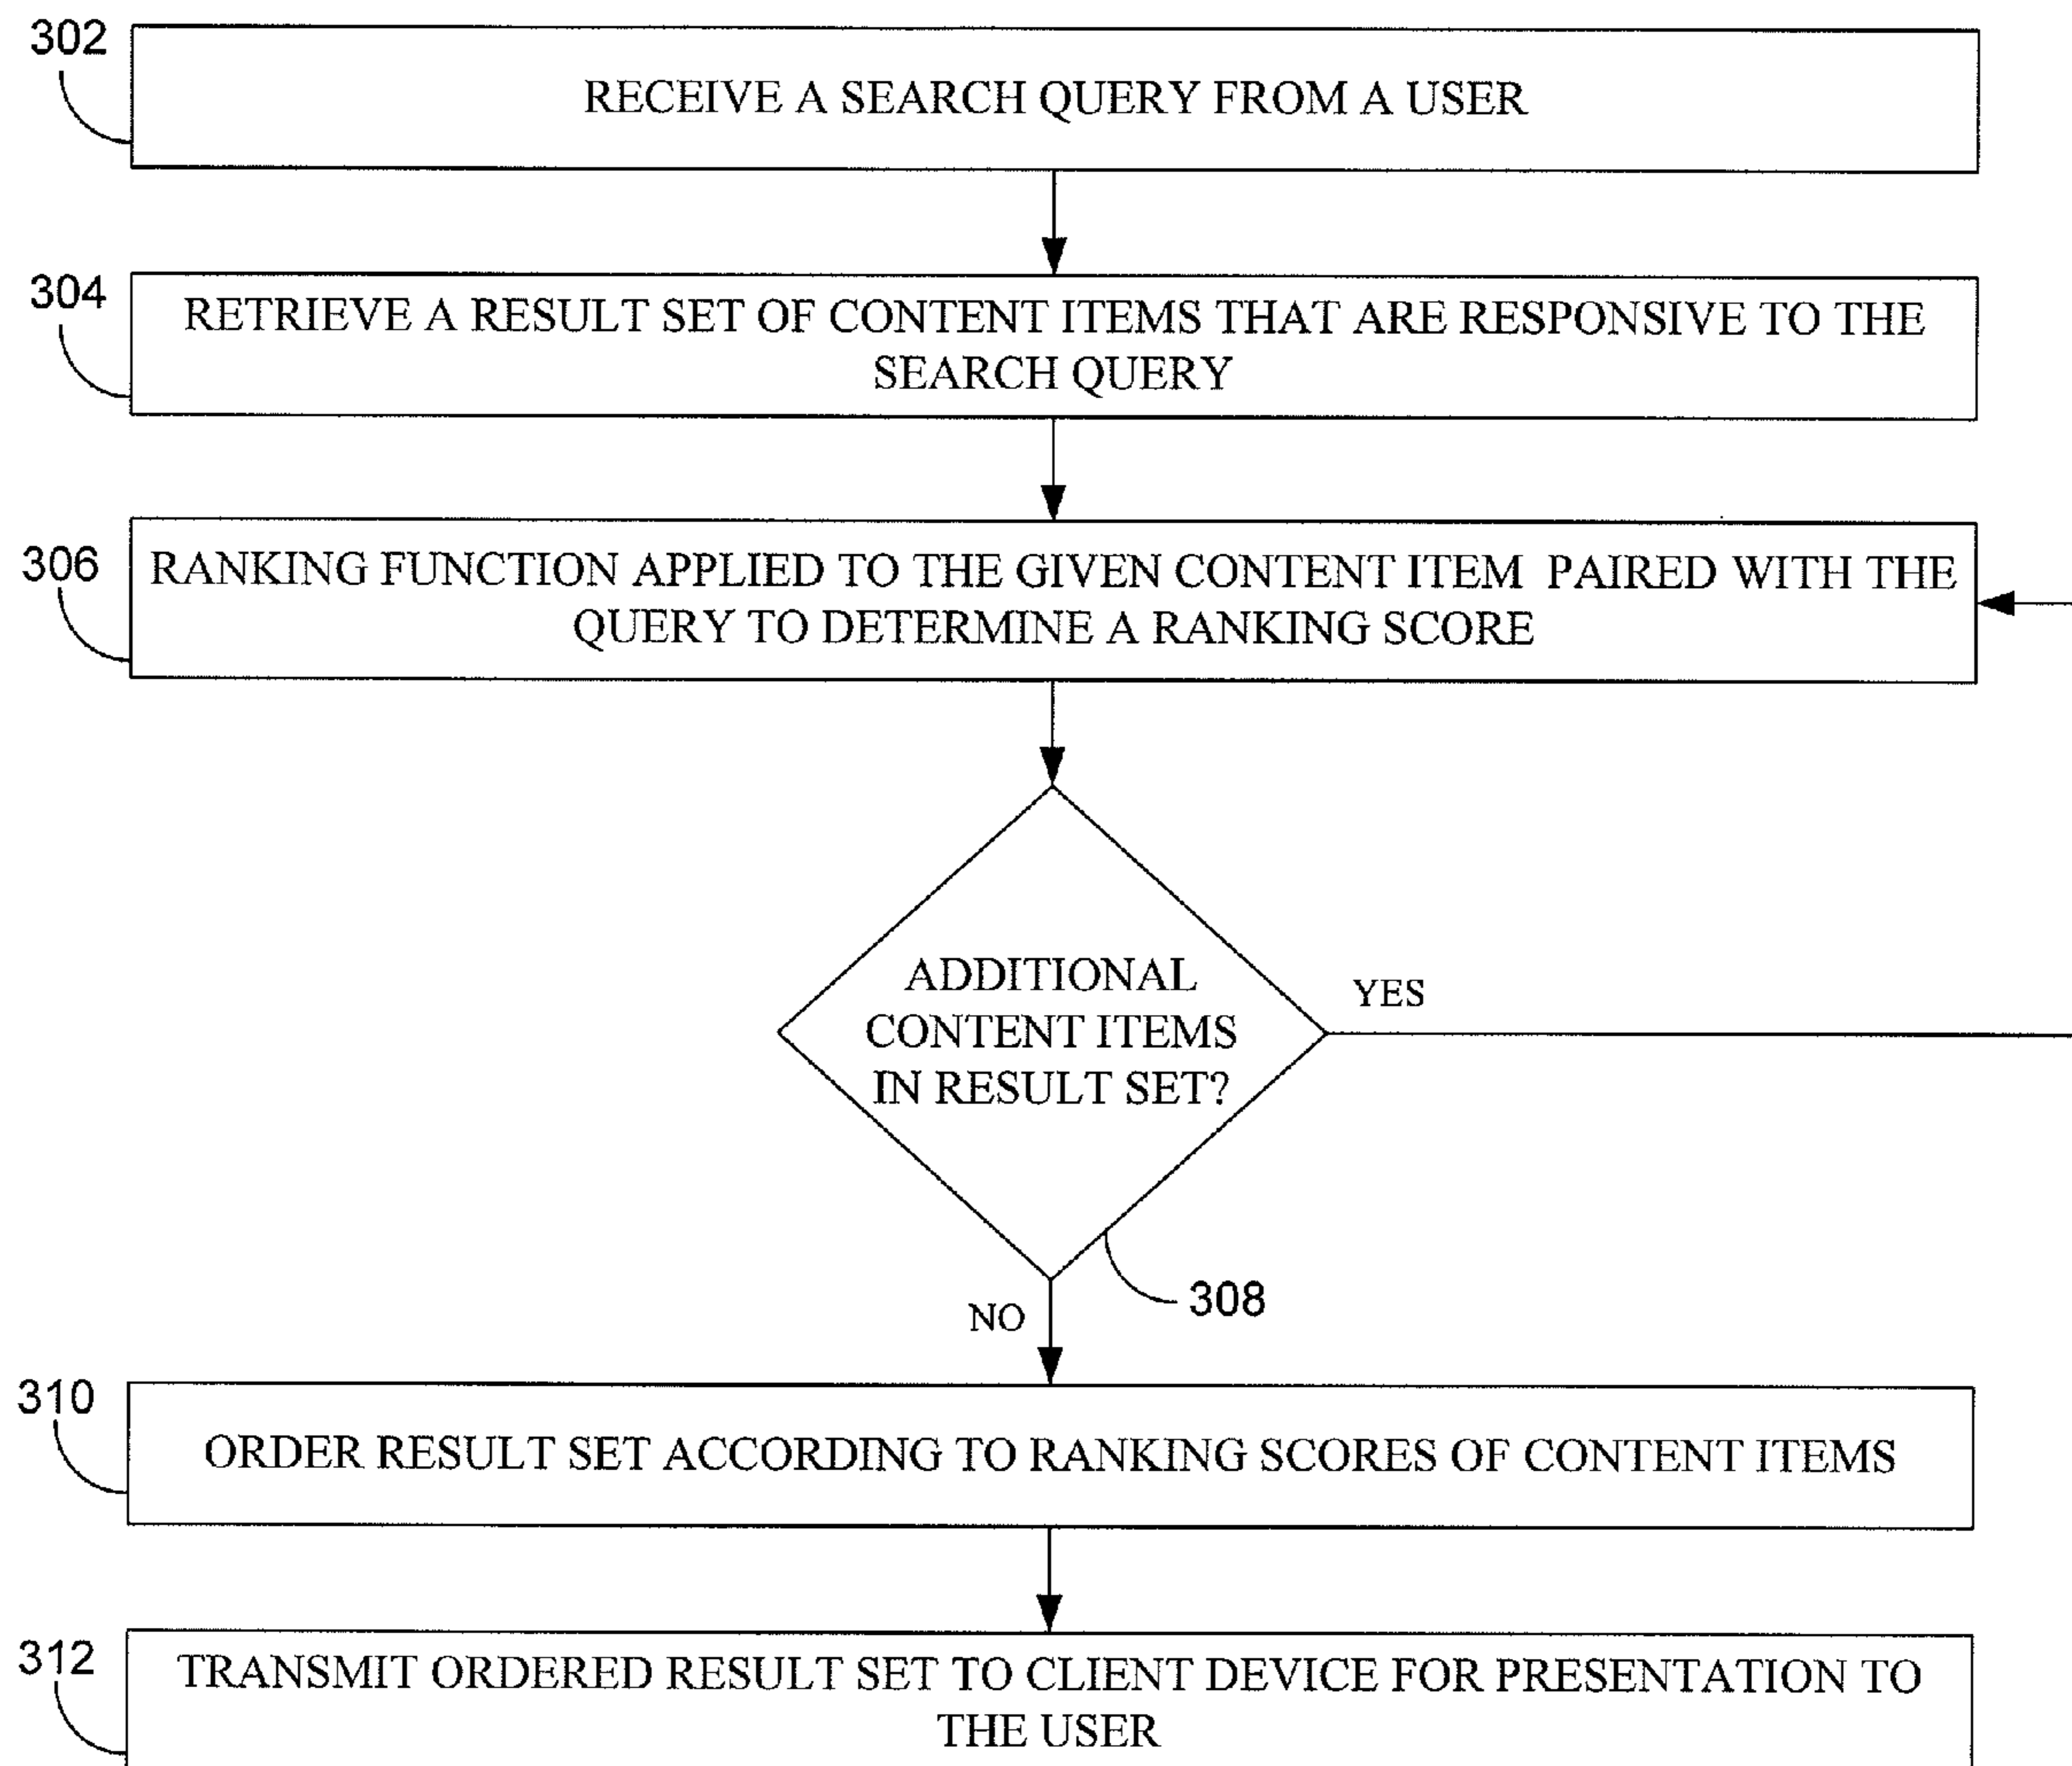 302
RECEIVE A SEARCH QUERY FROM A USER
304
RETRIEVE A RESULT SET OF CONTENT ITEMS THAT ARE RESPONSIVE TO THE
SEARCH QUERY
306
RANKING FUNCTION APPLIED TO THE GIVEN CONTENT ITEM PAIRED WITH THE
QUERY TO DETERMINE A RANKING SCORE
ADDITIONAL
CONTENT ITEMS
IN RESULT SET?
YES
308
NO
310
ORDER RESULT SET ACCORDING TO RANKING SCORES OF CONTENT ITEMS
312
TRANSMIT ORDERED RESULT SET TO CLIENT DEVICE FOR PRESENTATION TO
THE USER